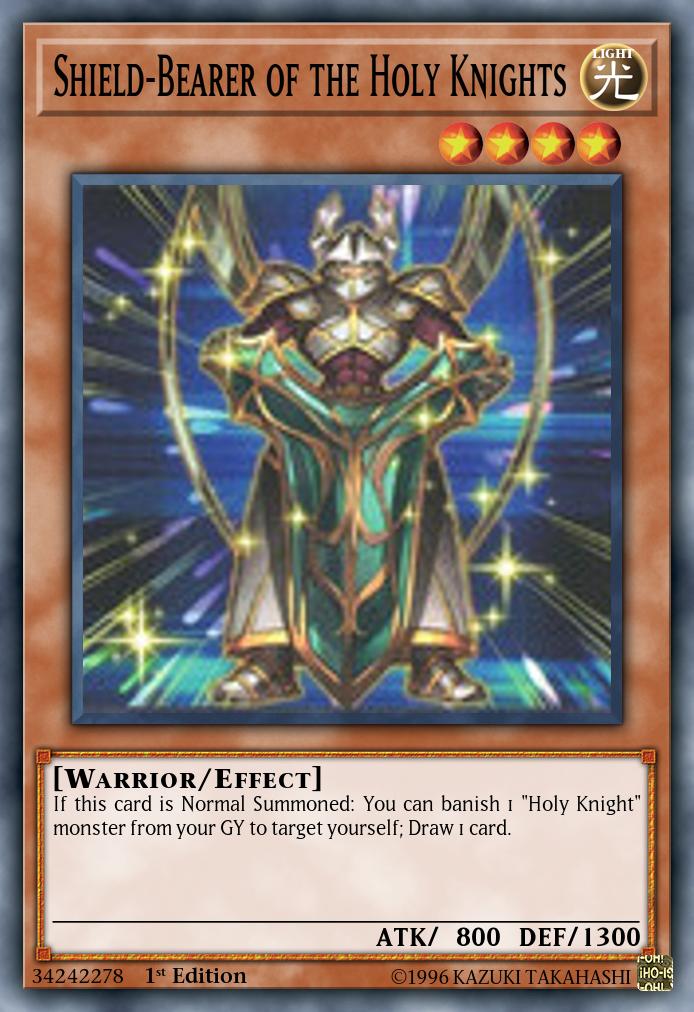 Shield-Bearer of the Holy Knights
LIGHT
光
[Warrior/Effect]
If this card is Normal Summoned: You can banish 1 "Holy Knight"
monster from your GY to target yourself; Draw 1 card.
ATK/ 800 DEF/1300
34242278 1st Edition ©1996 KAZUKI TAKAHASHI